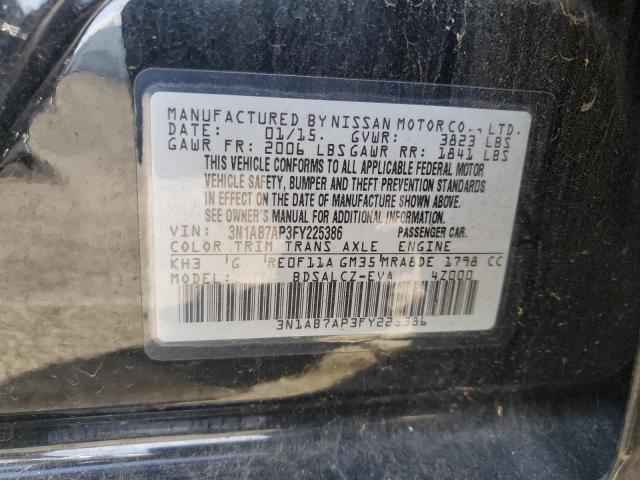 MANUFACTURED BY NISSAN MOTOR CO., LTD.
DATE: 01/15. GVWR: 3823 LBS
GAWR FR: 2006 LBS GAWR RR: 1841 LBS
THIS VEHICLE CONFORMS TO ALL APPLICABLE FEDERAL MOTOR
VEHICLE SAFETY, BUMPER AND THEFT PREVENTION STANDARDS
IN EFFECT ON THE DATE OF MANUFACTURE SHOWN ABOVE.
SEE OWNER'S MANUAL FOR ADDITIONAL INFORMATION.
VIN: 3N1AB7AP3FY225386 PASSENGER CAR.
COLOR TRIM TRANS AXLE ENGINE
KH3 G RE0F11A GM35 MRA8DE 1798 CC
MODEL: BDSALCZ-EVA 4Z000
3N1AB7AP3FY225386